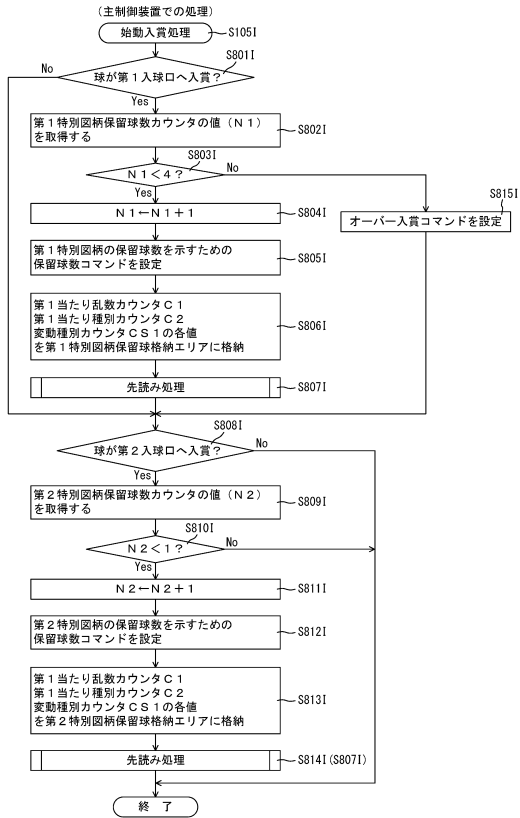 (主制御装置での処理)
始動入賞処理
S105I
S801I
球が第1入球口へ入賞?
No
Yes
第1特別図柄保留球数カウンタの値(N1)
を取得する
S802I
S803I
N1<4?
No
Yes
N1←N1+1
S804I
S815I
オーバー入賞コマンドを設定
第1特別図柄の保留球数を示すための
保留球数コマンドを設定
S805I
第1当たり乱数カウンタC1
第1当たり種別カウンタC2
変動種別カウンタCS1の各値
を第1特別図柄保留球格納エリアに格納
S806I
先読み処理
S807I
S808I
球が第2入球口へ入賞?
No
Yes
第2特別図柄保留球数カウンタの値(N2)
を取得する
S809I
S810I
N2<1?
No
Yes
N2←N2+1
S811I
第2特別図柄の保留球数を示すための
保留球数コマンドを設定
S812I
第1当たり乱数カウンタC1
第1当たり種別カウンタC2
変動種別カウンタCS1の各値
を第2特別図柄保留球格納エリアに格納
S813I
先読み処理
S814I(S807I)
終 了